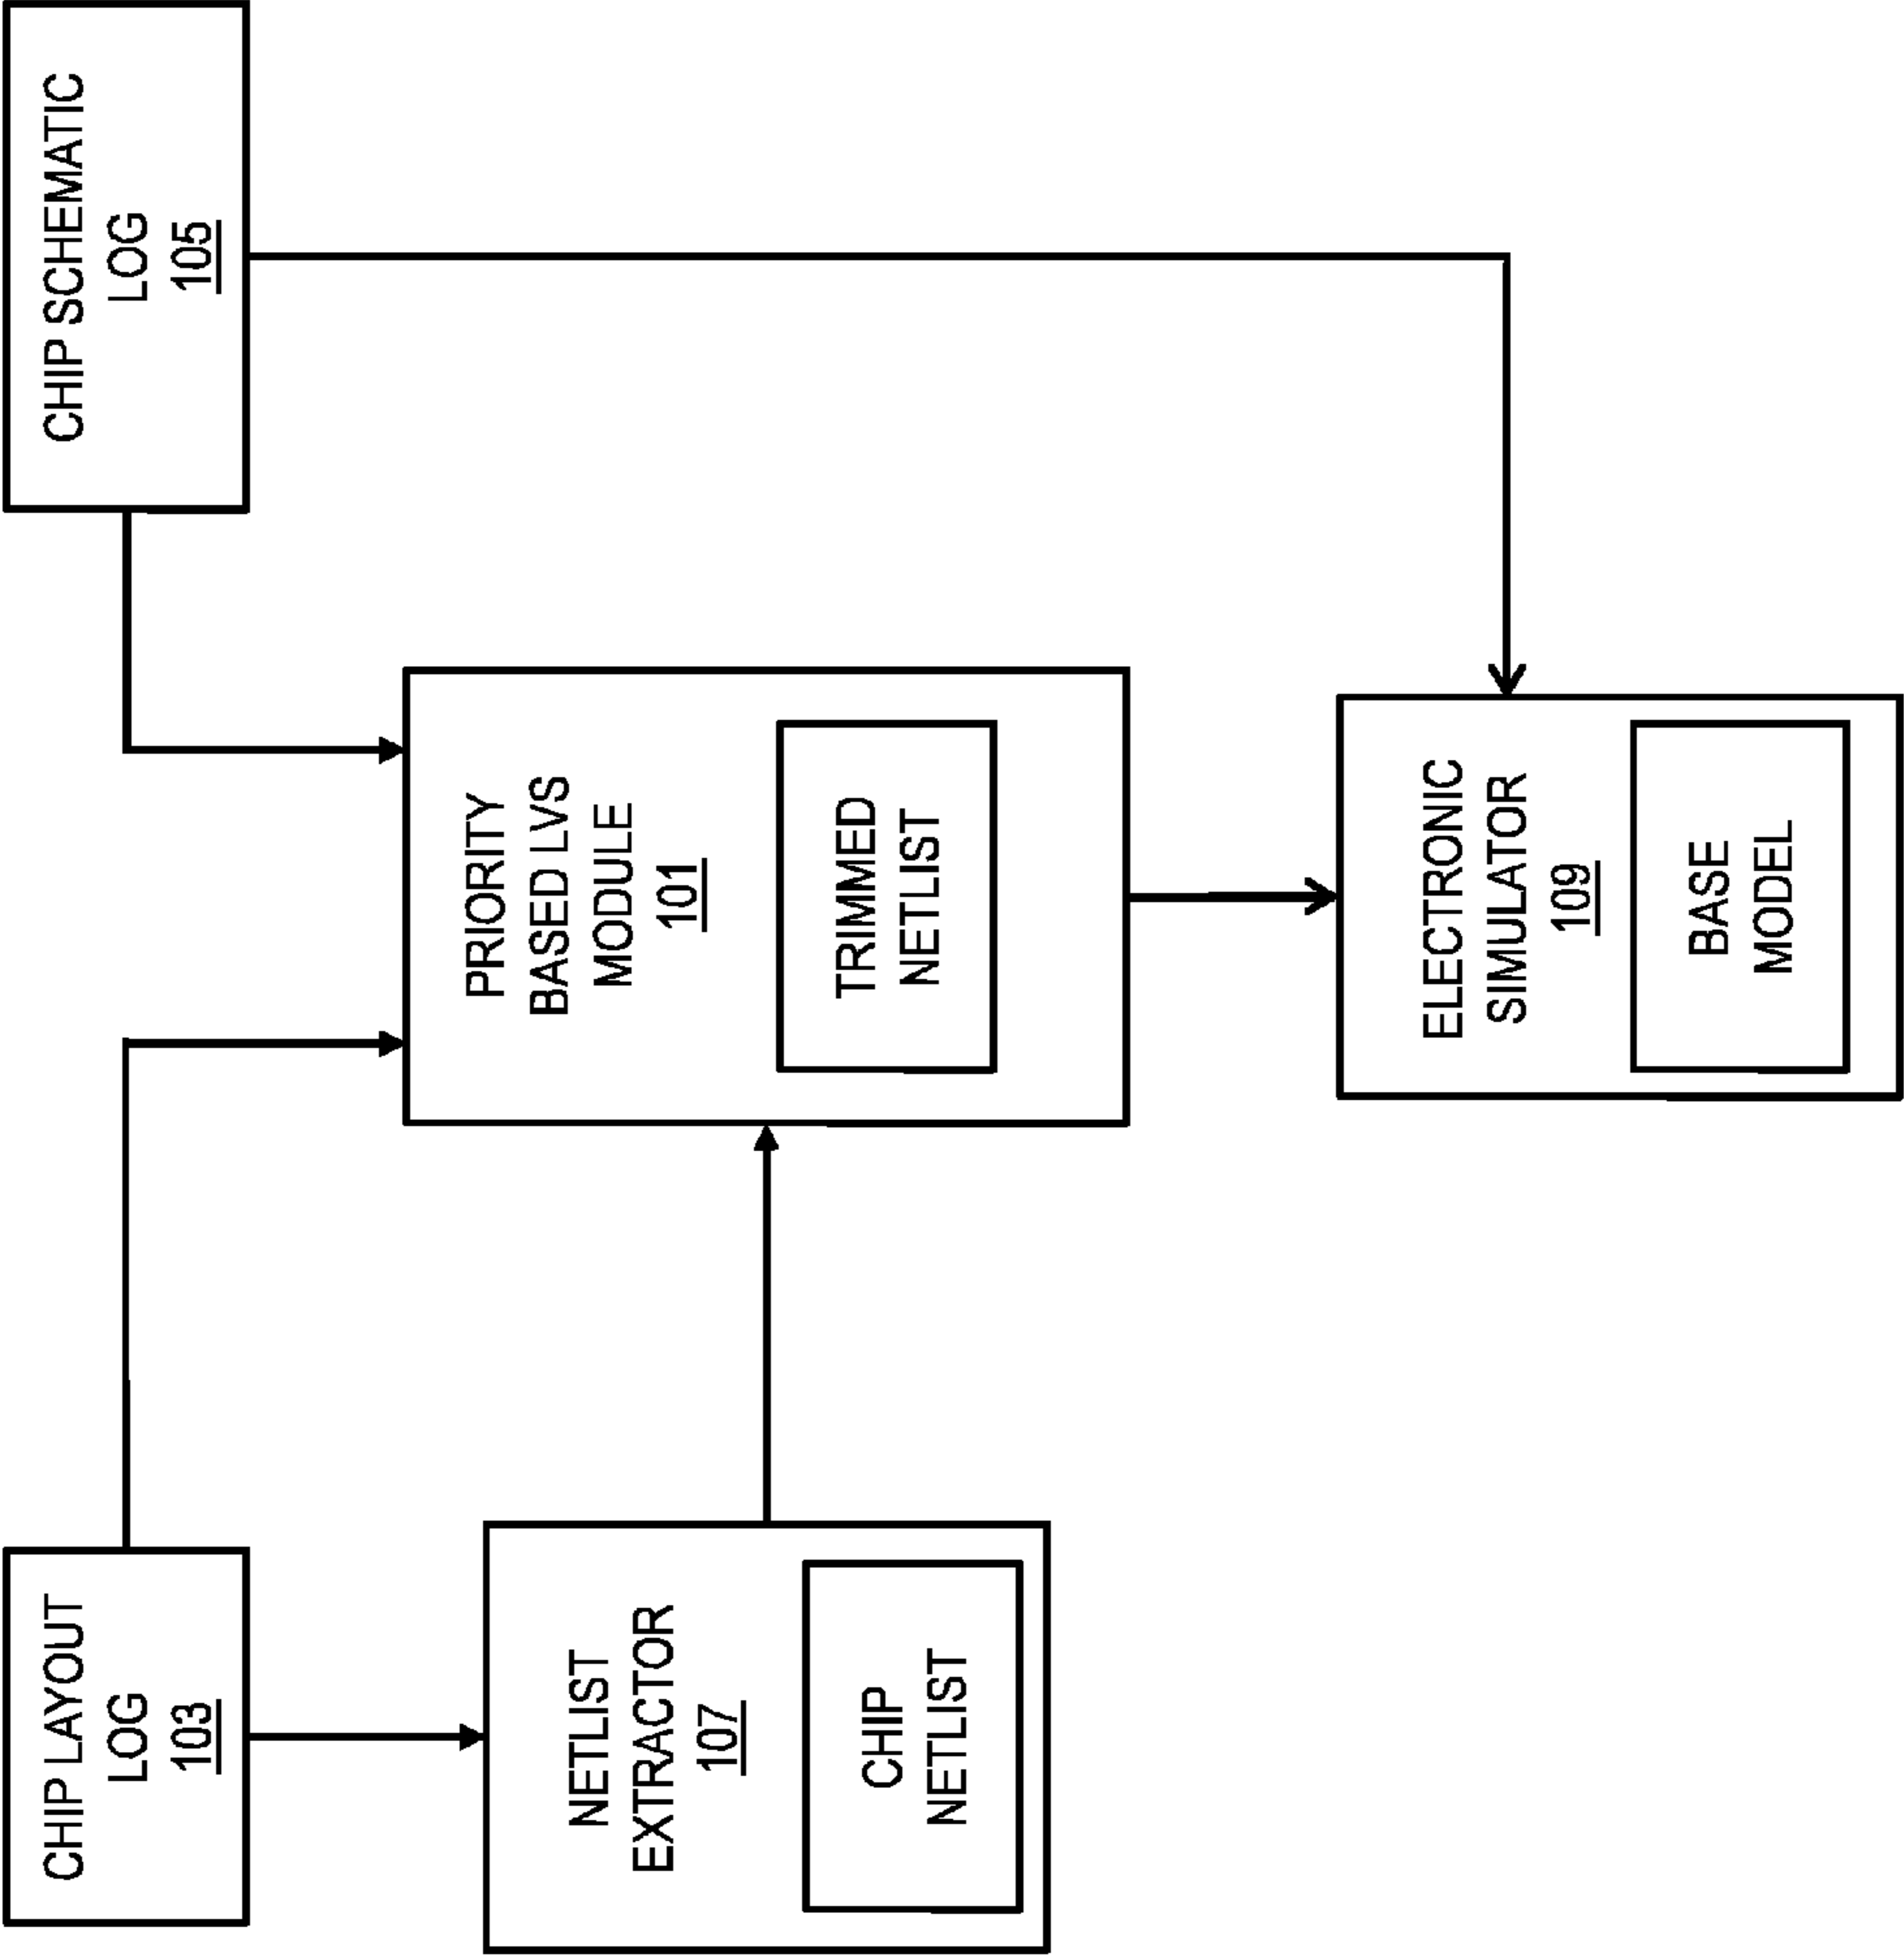 CHIP LAYOUT
LOG
103
CHIP SCHEMATIC
LOG
105
NETLIST
EXTRACTOR
107
CHIP
NETLIST
PRIORITY
BASED LVS
MODULE
101
TRIMMED
NETLIST
ELECTRONIC
SIMULATOR
109
BASE
MODEL